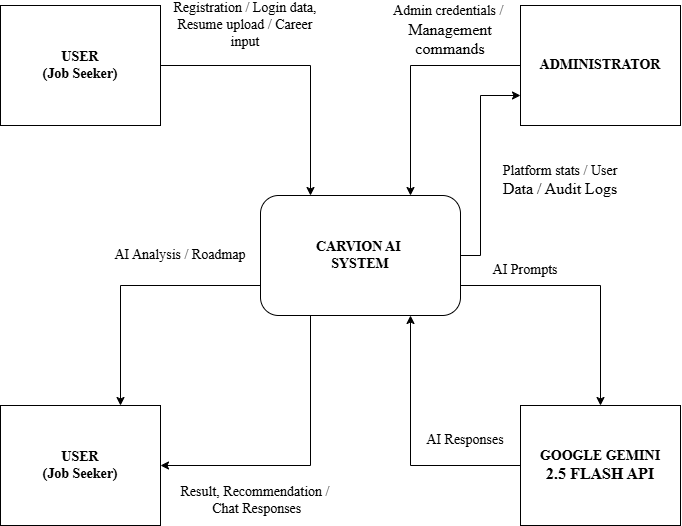 Registration / Login data,
Resume upload / Career
input
Admin credentials /
Management
commands
USER
(Job Seeker)
ADMINISTRATOR
Platform stats / User
Data / Audit Logs
CARVION AI
SYSTEM
AI Analysis / Roadmap
AI Prompts
USER
(Job Seeker)
AI Responses
GOOGLE GEMINI
2.5 FLASH API
Result, Recommendation /
Chat Responses